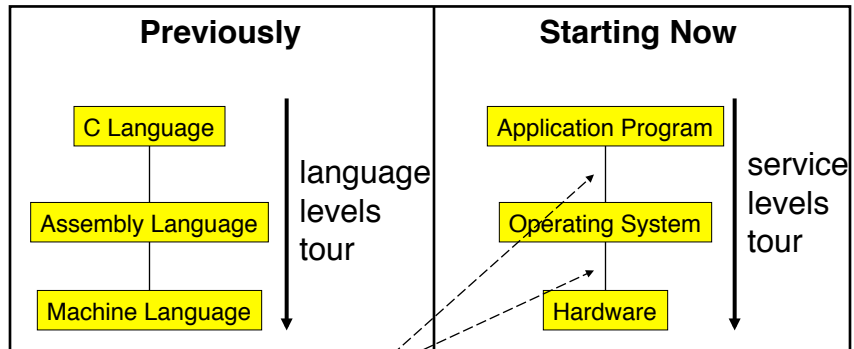 Previously
C Language
Assembly Language
Machine Language
language
levels
tour
Starting Now
Application Program
Operating System
Hardware
service
levels
tour